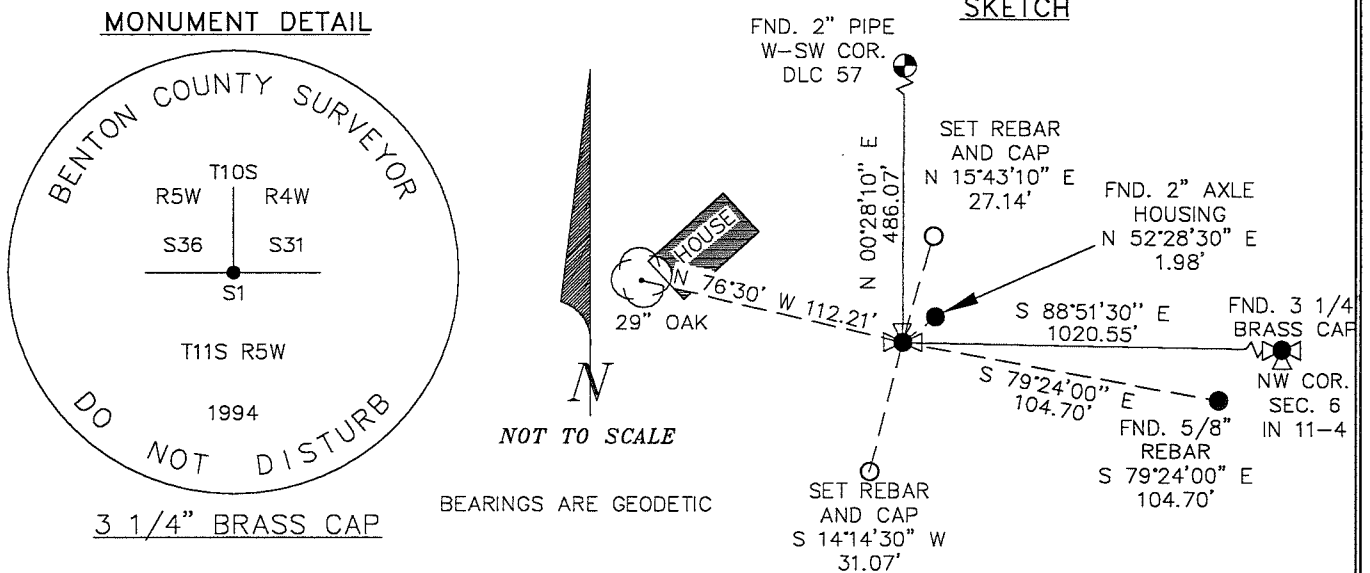 MONUMENT DETAIL
BENTON COUNTY SURVEYOR
T10S
R5W R4W
S36 S31
S1
T11S R5W
1994
DO NOT DISTURB
3 1/4" BRASS CAP
N
NOT TO SCALE
BEARINGS ARE GEODETIC
SKETCH
FND. 2" PIPE
W-SW COR.
DLC 57
N 00°28'10" E
486.07'
SET REBAR
AND CAP
N 15°43'10" E
27.14'
FND. 2" AXLE
HOUSING
N 52°28'30" E
1.98'
HOUSE
29" OAK
N 76°30' W 112.21'
S 88°51'30" E
1020.55'
FND. 3 1/4
BRASS CAP
NW COR.
SEC. 6
IN 11-4
S 79°24'00" E
104.70'
FND. 5/8"
REBAR
S 79°24'00" E
104.70'
SET REBAR
AND CAP
S 14°14'30" W
31.07'